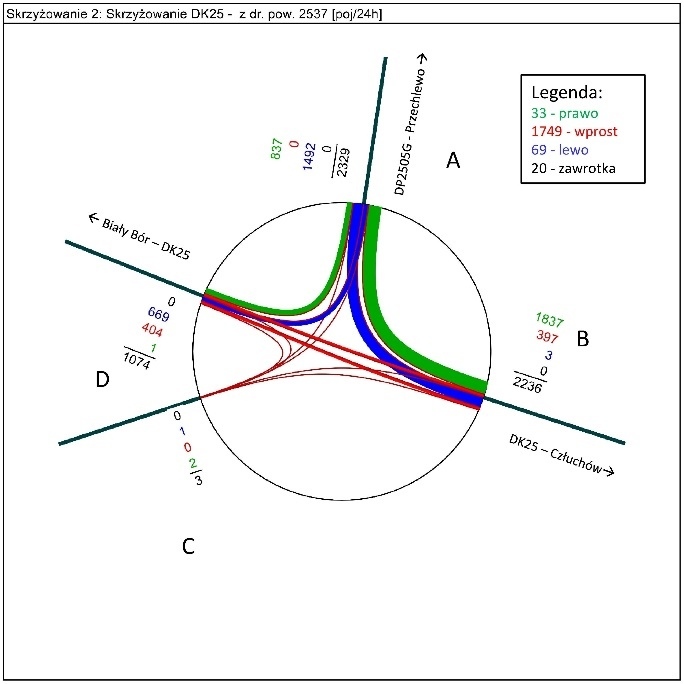 Skrzyżowanie 2: Skrzyżowanie DK25 - z dr. pow. 2537 [poj/24h]
Legenda:
33 - prawo
1749 - wprost
69 - lewo
20 - zawrotka
DP2505G - Przechlewo →
A
837
0
1492
0
2329
← Biały Bór – DK25
0
669
404
1
1074
D
1837
397
3
0
2236
B
DK25 – Człuchów→
0
1
0
2
3
C